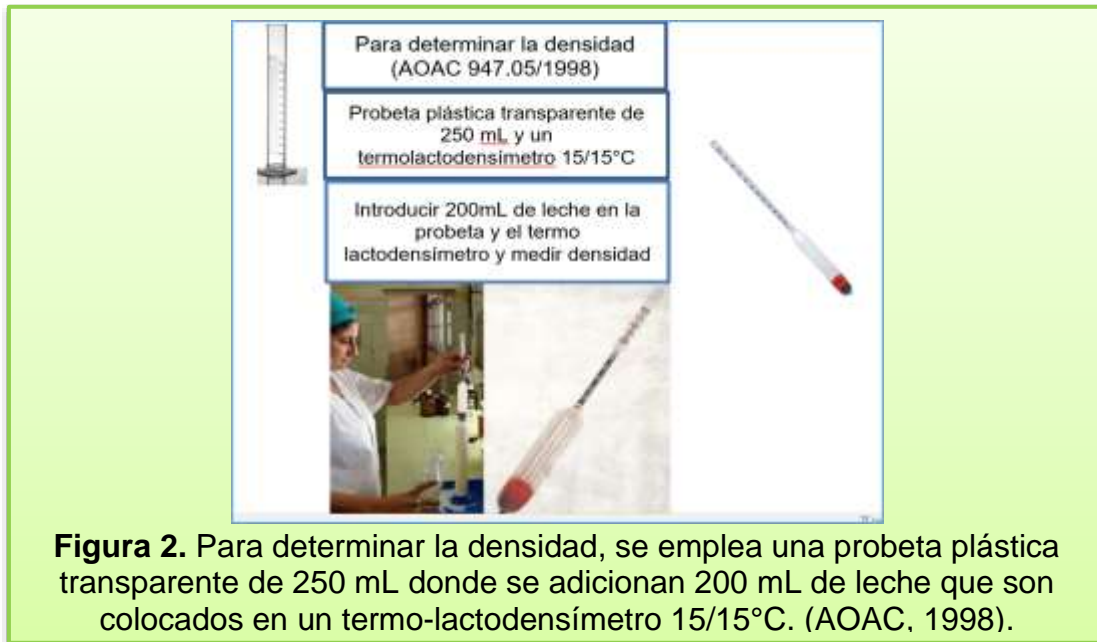 Para determinar la densidad
(AOAC 947.05/1998)
Probeta plástica transparente de
250 mL y un
termolactodensímetro 15/15°C
Introducir 200mL de leche en la
probeta y el termo
lactodensímetro y medir densidad
Figura 2. Para determinar la densidad, se emplea una probeta plástica
transparente de 250 mL donde se adicionan 200 mL de leche que son
colocados en un termo-lactodensímetro 15/15°C. (AOAC, 1998).